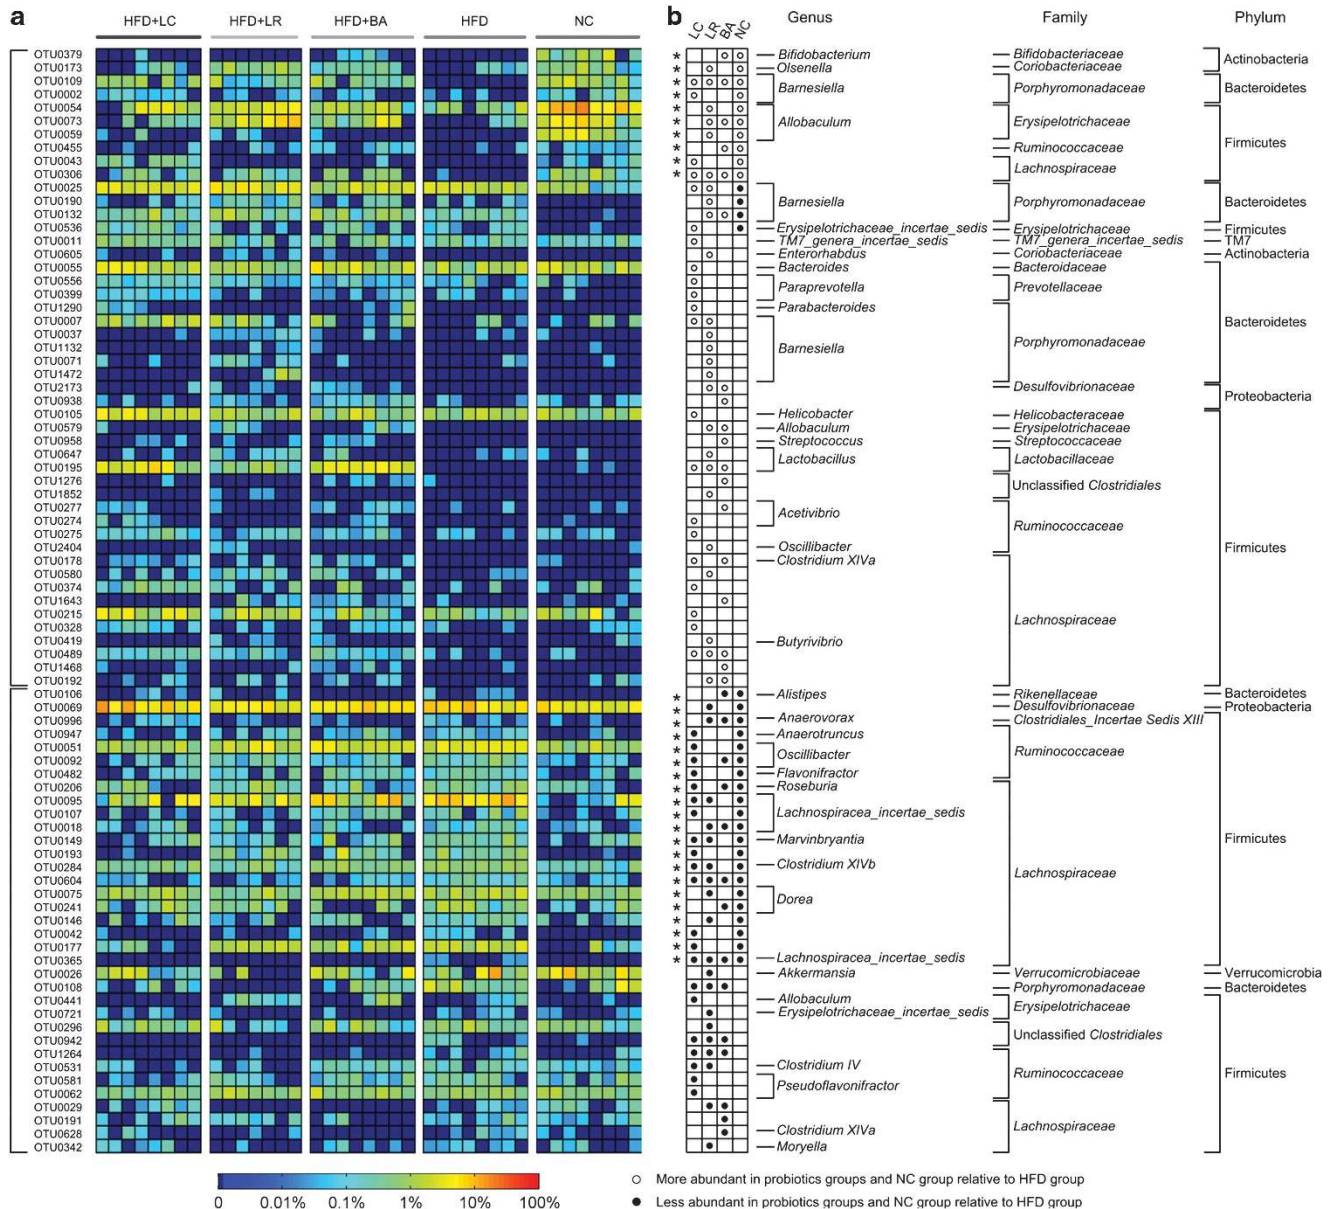 a
HFD+LC HFD+LR HFD+BA HFD NC
OTU0379
OTU0173
OTU0109
OTU0002
OTU0054
OTU0073
OTU0059
OTU0455
OTU0043
OTU0306
OTU0025
OTU0190
OTU0132
OTU0536
OTU0011
OTU0605
OTU0055
OTU0556
OTU0399
OTU1290
OTU0007
OTU0037
OTU1132
OTU0071
OTU1472
OTU2173
OTU0938
OTU0105
OTU0579
OTU0958
OTU0647
OTU0195
OTU1276
OTU1852
OTU0277
OTU0274
OTU0275
OTU2404
OTU0178
OTU0580
OTU0374
OTU1643
OTU0215
OTU0328
OTU0419
OTU0489
OTU1468
OTU0192
OTU0106
OTU0069
OTU0996
OTU0947
OTU0051
OTU0092
OTU0482
OTU0206
OTU0095
OTU0107
OTU0018
OTU0149
OTU0193
OTU0284
OTU0604
OTU0075
OTU0241
OTU0146
OTU0042
OTU0177
OTU0365
OTU0026
OTU0108
OTU0441
OTU0721
OTU0296
OTU0942
OTU1264
OTU0531
OTU0581
OTU0062
OTU0029
OTU0191
OTU0628
OTU0342
0 0.01% 0.1% 1% 10% 100%
b
LC LR BA NC
Genus
Bifidobacterium
Olsenella
Barnesiella
Allobaculum
Barnesiella
Erysipelotrichaceae_incertae_sedis
TM7_genera_incertae_sedis
Enterorhabdus
Bacteroides
Paraprevotella
Parabacteroides
Barnesiella
Helicobacter
Allobaculum
Streptococcus
Lactobacillus
Acetivibrio
Oscillibacter
Clostridium XIVa
Butyrivibrio
Alistipes
Anaerovorax
Anaerotruncus
Oscillibacter
Flavonifractor
Roseburia
Lachnospiracea_incertae_sedis
Marvinbryantia
Clostridium XIVb
Dorea
Lachnospiracea_incertae_sedis
Akkermansia
Allobaculum
Erysipelotrichaceae_incertae_sedis
Clostridium IV
Pseudoflavonifractor
Clostridium XIVa
Moryella
Family
Bifidobacteriaceae
Coriobacteriaceae
Porphyromonadaceae
Erysipelotrichaceae
Ruminococcaceae
Lachnospiraceae
Porphyromonadaceae
Erysipelotrichaceae
TM7_genera_incertae_sedis
Coriobacteriaceae
Bacteroidaceae
Prevotellaceae
Porphyromonadaceae
Desulfovibrionaceae
Helicobacteraceae
Erysipelotrichaceae
Streptococcaceae
Lactobacillaceae
Unclassified Clostridiales
Ruminococcaceae
Lachnospiraceae
Rikenellaceae
Desulfovibrionaceae
Clostridiales_Incertae Sedis XIII
Ruminococcaceae
Lachnospiraceae
Verrucomicrobiaceae
Porphyromonadaceae
Erysipelotrichaceae
Unclassified Clostridiales
Ruminococcaceae
Lachnospiraceae
Phylum
Actinobacteria
Bacteroidetes
Firmicutes
Bacteroidetes
Firmicutes
TM7
Actinobacteria
Bacteroidetes
Proteobacteria
Firmicutes
Bacteroidetes
Proteobacteria
Firmicutes
Verrucomicrobia
Bacteroidetes
Firmicutes
More abundant in probiotics groups and NC group relative to HFD group
Less abundant in probiotics groups and NC group relative to HFD group